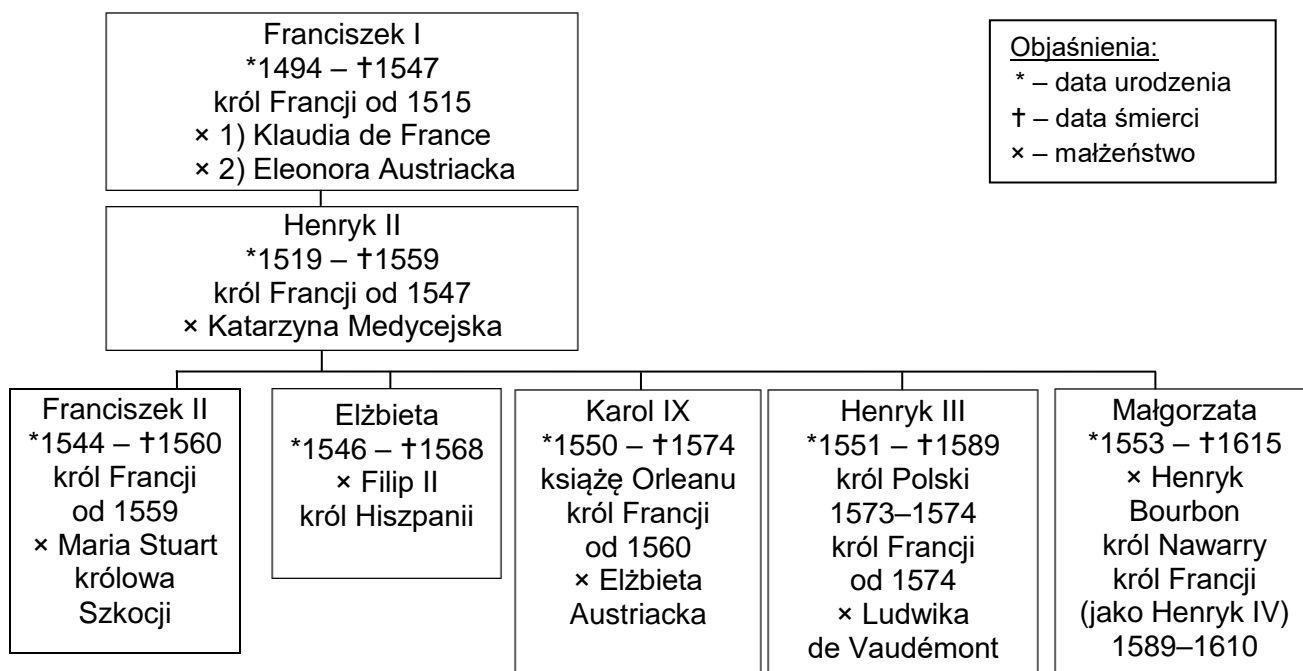 Franciszek I
*1494 – †1547
król Francji od 1515
× 1) Klaudia de France
× 2) Eleonora Austriacka
Objaśnienia:
* – data urodzenia
† – data śmierci
× – małżeństwo
Henryk II
*1519 – †1559
król Francji od 1547
× Katarzyna Medycejska
Franciszek II
*1544 – †1560
król Francji
od 1559
× Maria Stuart
królowa
Szkocji
Elżbieta
*1546 – †1568
× Filip II
król Hiszpanii
Karol IX
*1550 – †1574
książę Orleanu
król Francji
od 1560
× Elżbieta
Austriacka
Henryk III
*1551 – †1589
król Polski
1573–1574
król Francji
od 1574
× Ludwika
de Vaudémont
Małgorzata
*1553 – †1615
× Henryk
Bourbon
król Nawarry
król Francji
(jako Henryk IV)
1589–1610